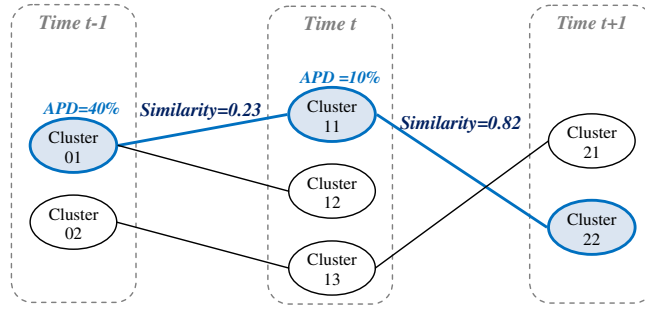 Time t-1
Time t
Time t+1
APD=40%
APD =10%
Similarity=0.23
Similarity=0.82
Cluster
01
Cluster
02
Cluster
11
Cluster
12
Cluster
13
Cluster
21
Cluster
22